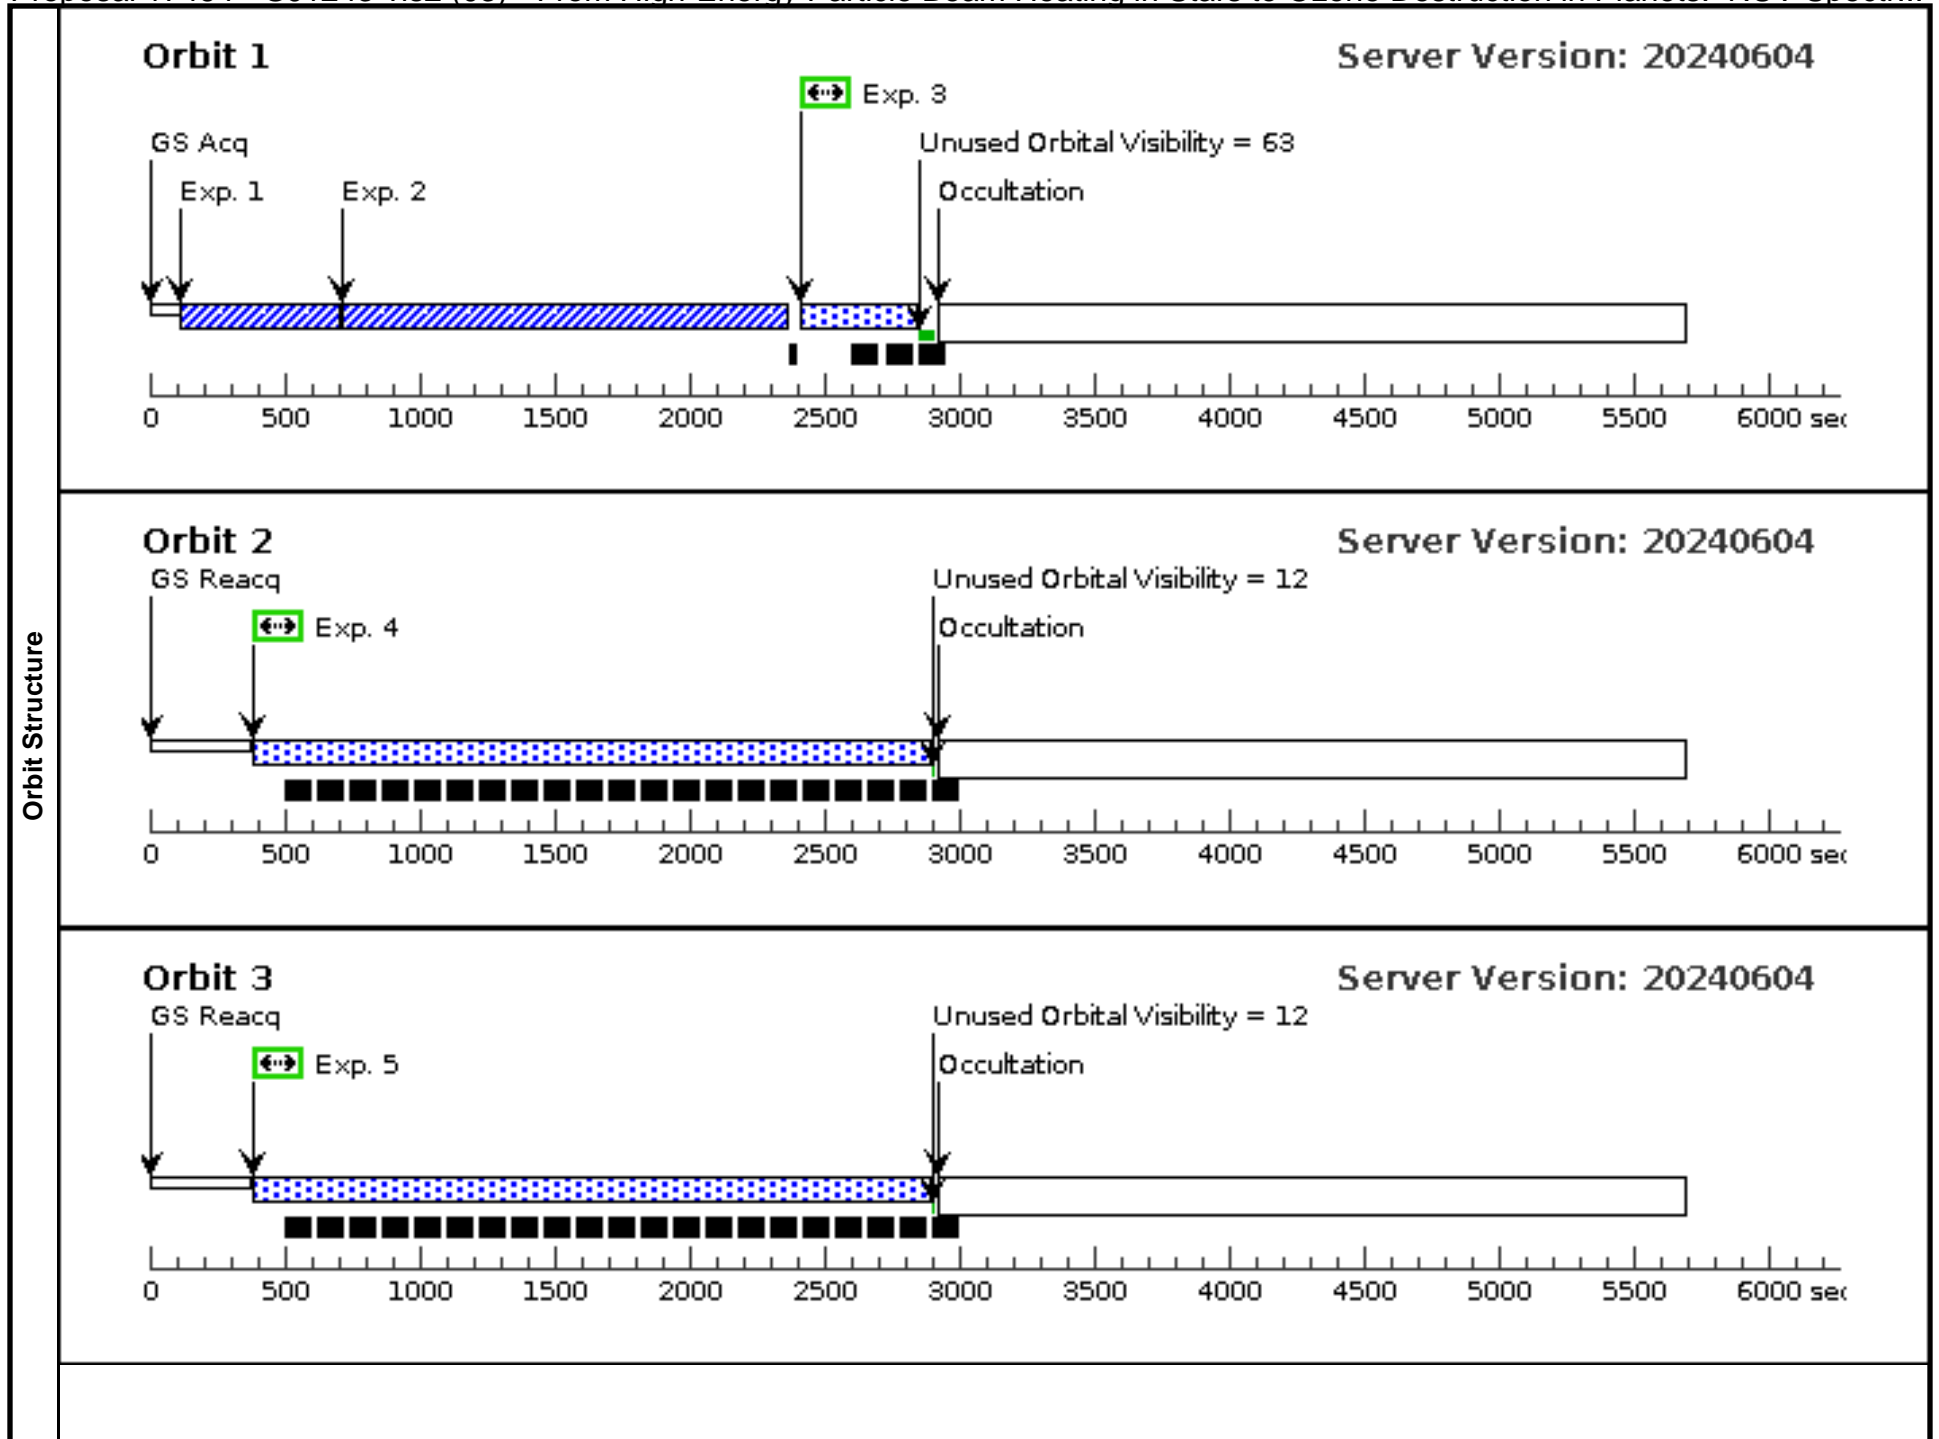 Orbit Structure
Orbit 1 Server Version: 20240604
Exp. 3
GS Acq Unused Orbital Visibility = 63
Exp. 1 Exp. 2 Occultation
0 500 1000 1500 2000 2500 3000 3500 4000 4500 5000 5500 6000
Orbit 2 Server Version: 20240604
GS Reacq Unused Orbital Visibility = 12
Exp. 4 Occultation
0 500 1000 1500 2000 2500 3000 3500 4000 4500 5000 5500 6000
Orbit 3 Server Version: 20240604
GS Reacq Unused Orbital Visibility = 12
Exp. 5 Occultation
0 500 1000 1500 2000 2500 3000 3500 4000 4500 5000 5500 6000